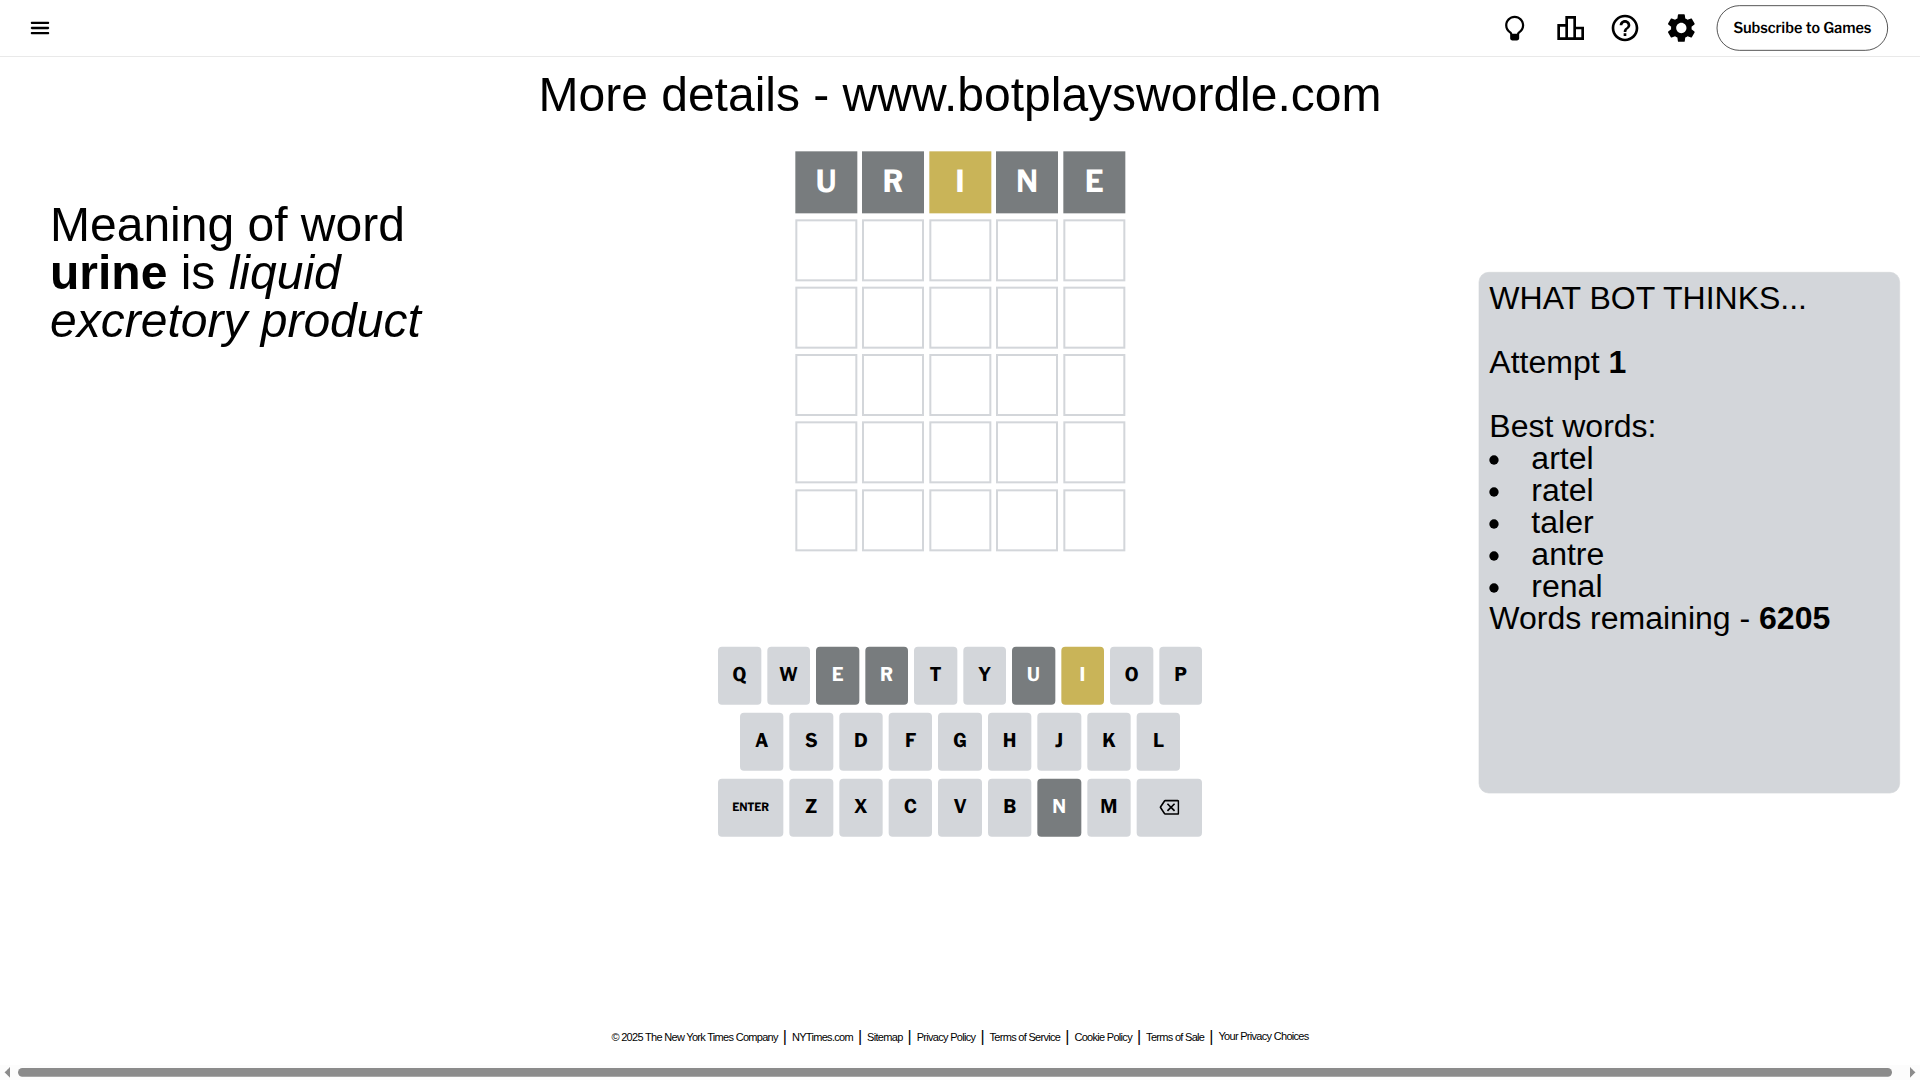 Subscribe to Games
More details - www.botplayswordle.com
Meaning of word
urine is liquid
excretory product
U R I N E
WHAT BOT THINKS...
Attempt 1
Best words:
• artel
• ratel
• taler
• antre
• renal
Words remaining - 6205
Q W E R T Y U I O P
A S D F G H J K L
ENTER Z X C V B N M
© 2025 The New York Times Company | NYTimes.com | Sitemap | Privacy Policy | Terms of Service | Cookie Policy | Terms of Sale | Your Privacy Choices